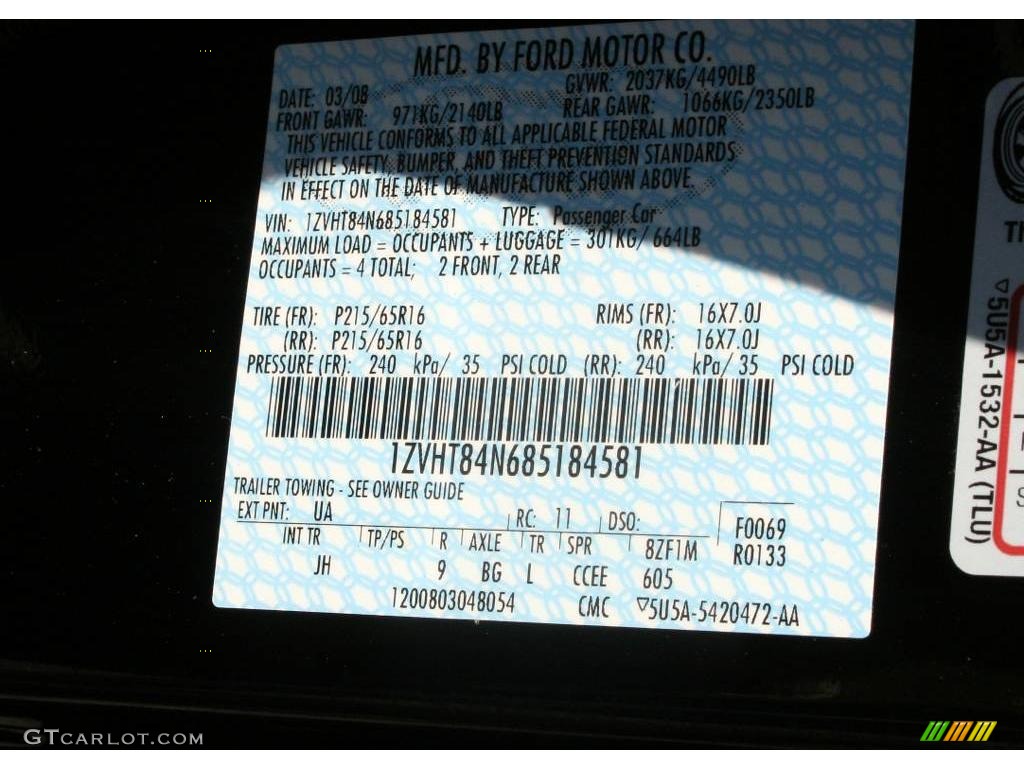 MFD. BY FORD MOTOR CO.
DATE: 03/08 GVWR: 2037KG/4490LB
FRONT GAWR: 971KG/2140LB REAR GAWR: 1066KG/2350LB
THIS VEHICLE CONFORMS TO ALL APPLICABLE FEDERAL MOTOR
VEHICLE SAFETY, BUMPER, AND THEFT PREVENTION STANDARDS
IN EFFECT ON THE DATE OF MANUFACTURE SHOWN ABOVE.
VIN: 1ZVHT84N685184581 TYPE: Passenger Car
MAXIMUM LOAD = OCCUPANTS + LUGGAGE = 301KG/ 664LB
OCCUPANTS = 4 TOTAL; 2 FRONT, 2 REAR
TIRE (FR): P215/65R16 RIMS (FR): 16X7.0J
(RR): P215/65R16 (RR): 16X7.0J
PRESSURE (FR): 240 kPa/ 35 PSI COLD (RR): 240 kPa/ 35 PSI COLD
1ZVHT84N685184581
TRAILER TOWING - SEE OWNER GUIDE
EXT PNT: UA RC: 11 DSO: F0069
INT TR TP/PS R AXLE TR SPR 8ZF1M R0133
JH 9 BG L CCEE 605
1200803048054 CMC ▽5U5A-5420472-AA
▽5U5A-1532-AA (TLU)
GTCARLOT.COM